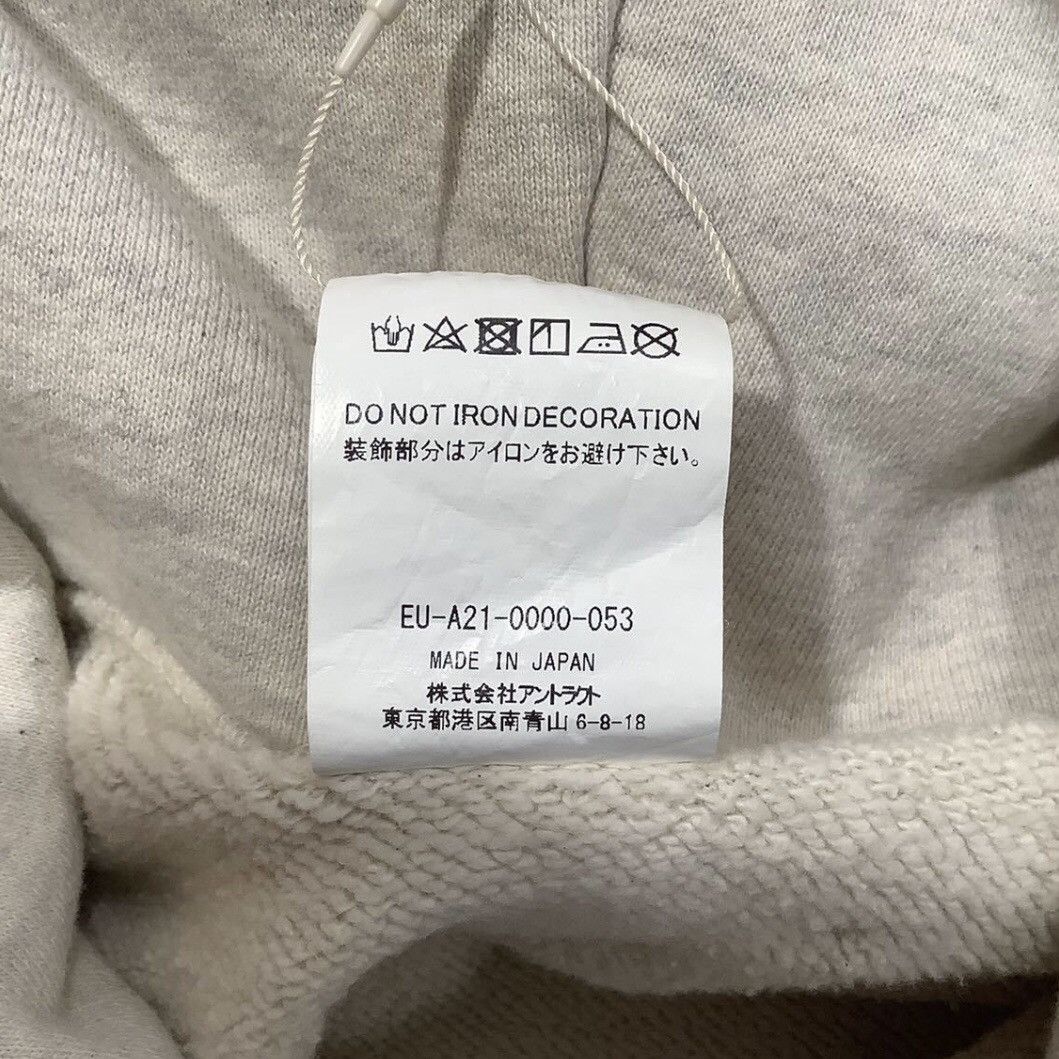 DO NOT IRON DECORATION
装飾部分はアイロンをお避け下さい。
EU-A21-0000-053
MADE IN JAPAN
株式会社アントラクト
東京都港区南青山 6-8-18